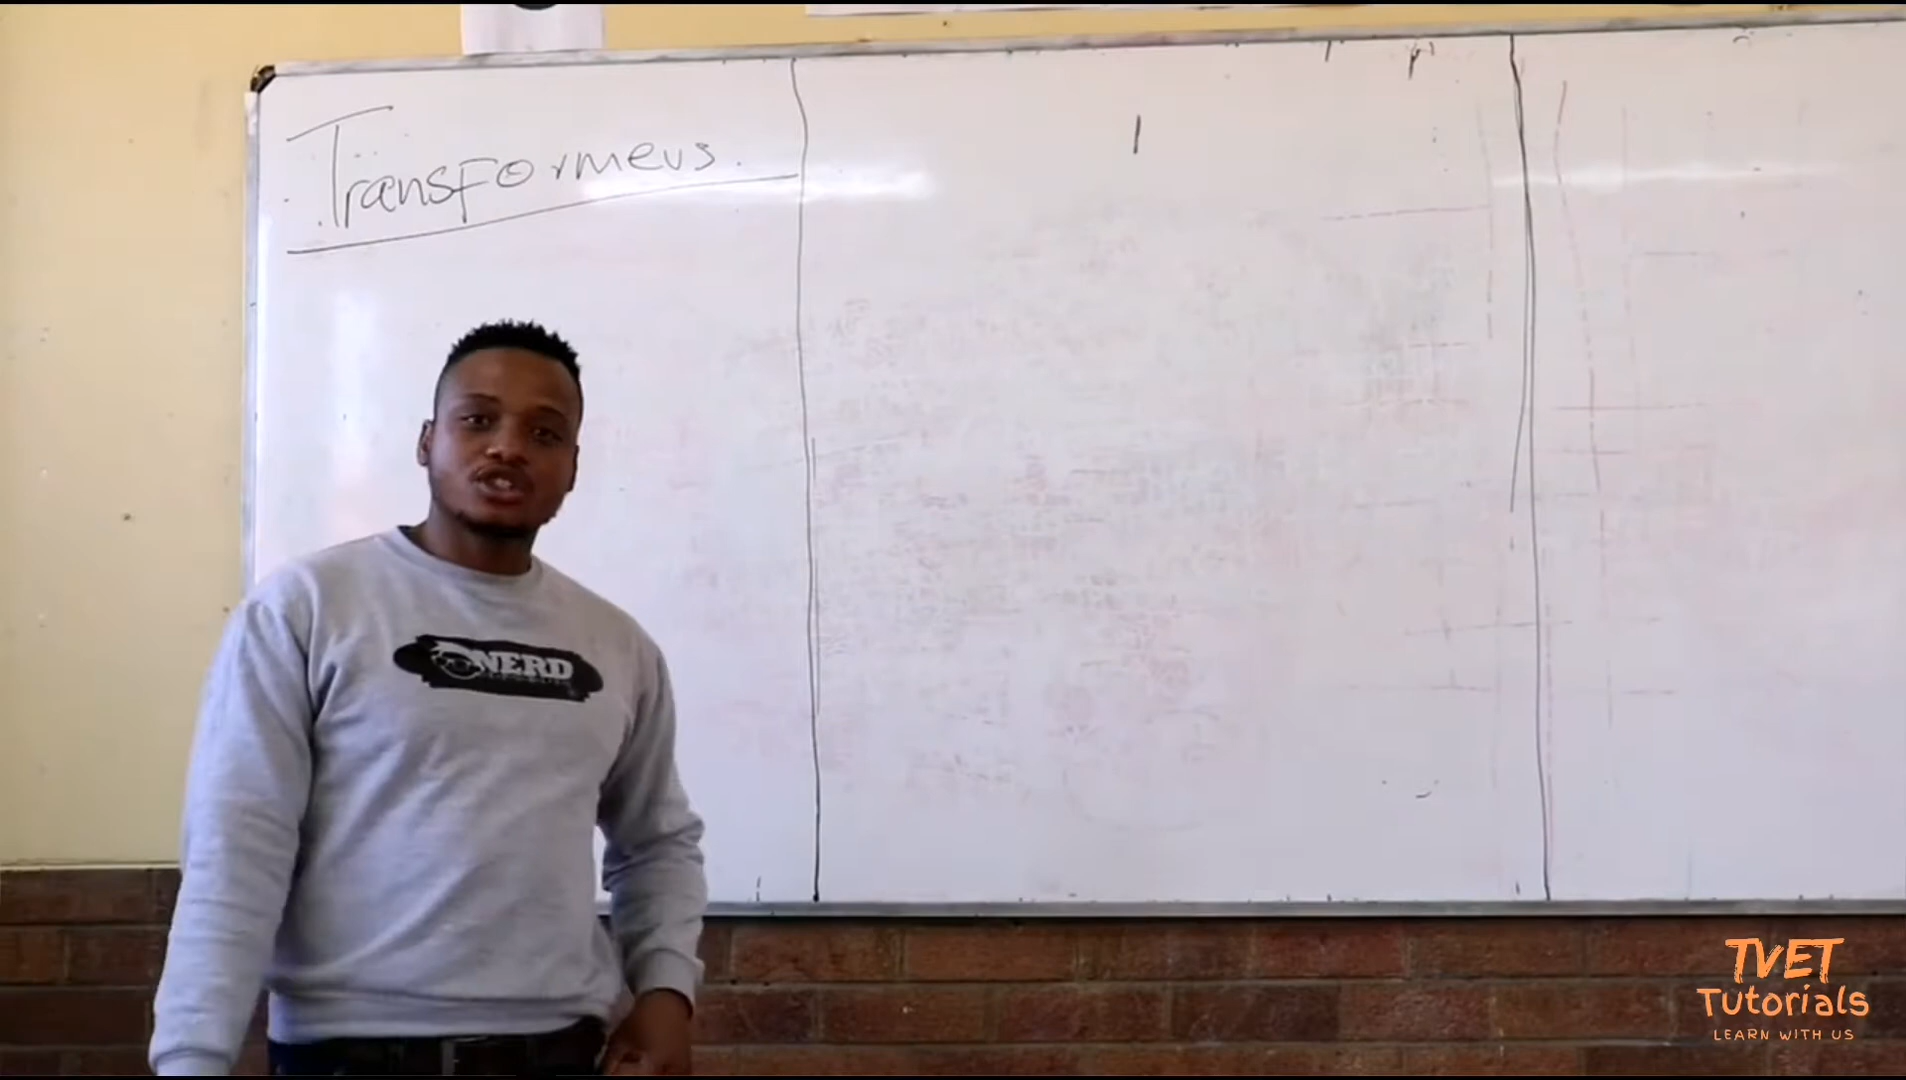 Transformers.
NERD
TVET
Tutorials
LEARN WITH US